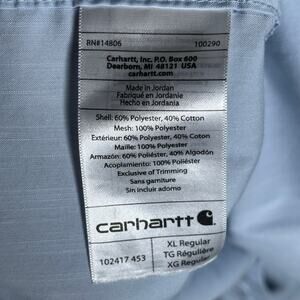 RN#14806 100290
Carhartt, Inc. P.O. Box 600
Dearborn, MI 48121 USA
carhartt.com
Made in Jordan
Fabriqué en Jordanie
Hecho en Jordania
Shell: 60% Polyester, 40% Cotton
Mesh: 100% Polyester
Extérieur: 60% Polyester, 40% Coton
Maille: 100% Polyester
Armazón: 60% Poliéster, 40% Algodón
Acoplamiento: 100% Poliéster
Exclusive of Trimming
Sans garniture
Sin incluir adorno
carhartt
102417 453
XL Regular
TG Régulière
XG Regular